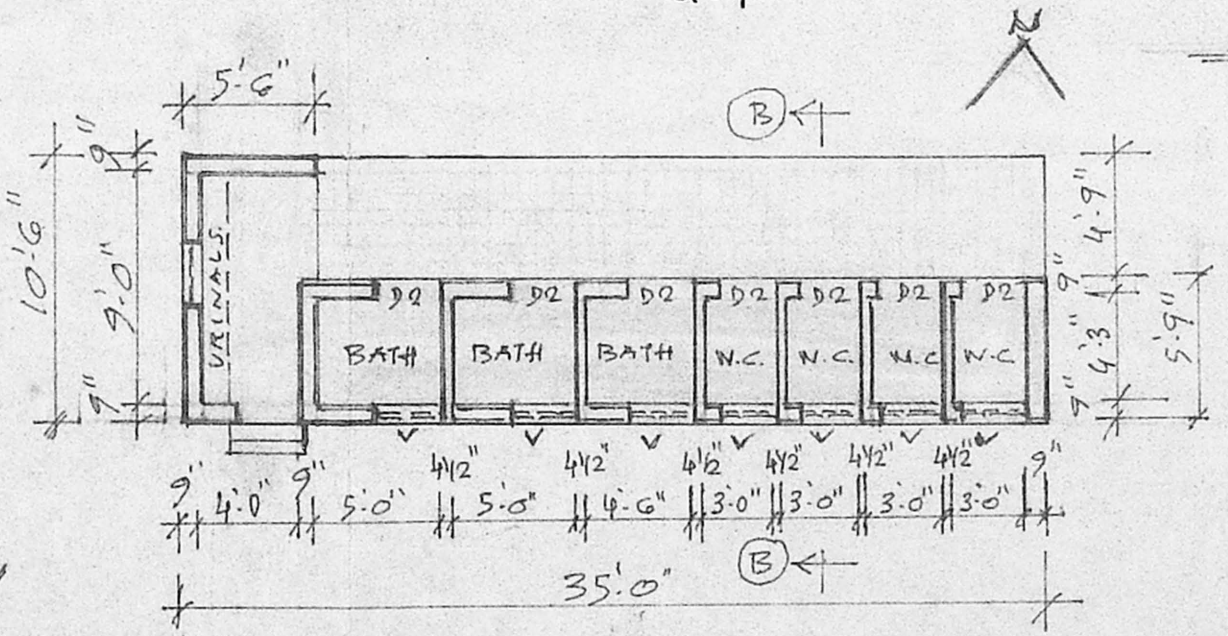 N
5'-6"
B
9"
10'-6"
9'-0"
9"
4'-9"
9"
4'-3"
5'-9"
9"
URINALS.
D2 D2 D2 D2 D2 D2 D2
BATH BATH BATH W.C. W.C. W.C. W.C.
9" 4'-0" 9" 5'-0" 4½" 5'-0" 4½" 4'-6" 4½" 3'-0" 4½" 3'-0" 4½" 3'-0" 4½" 3'-0" 9"
B
35'-0"